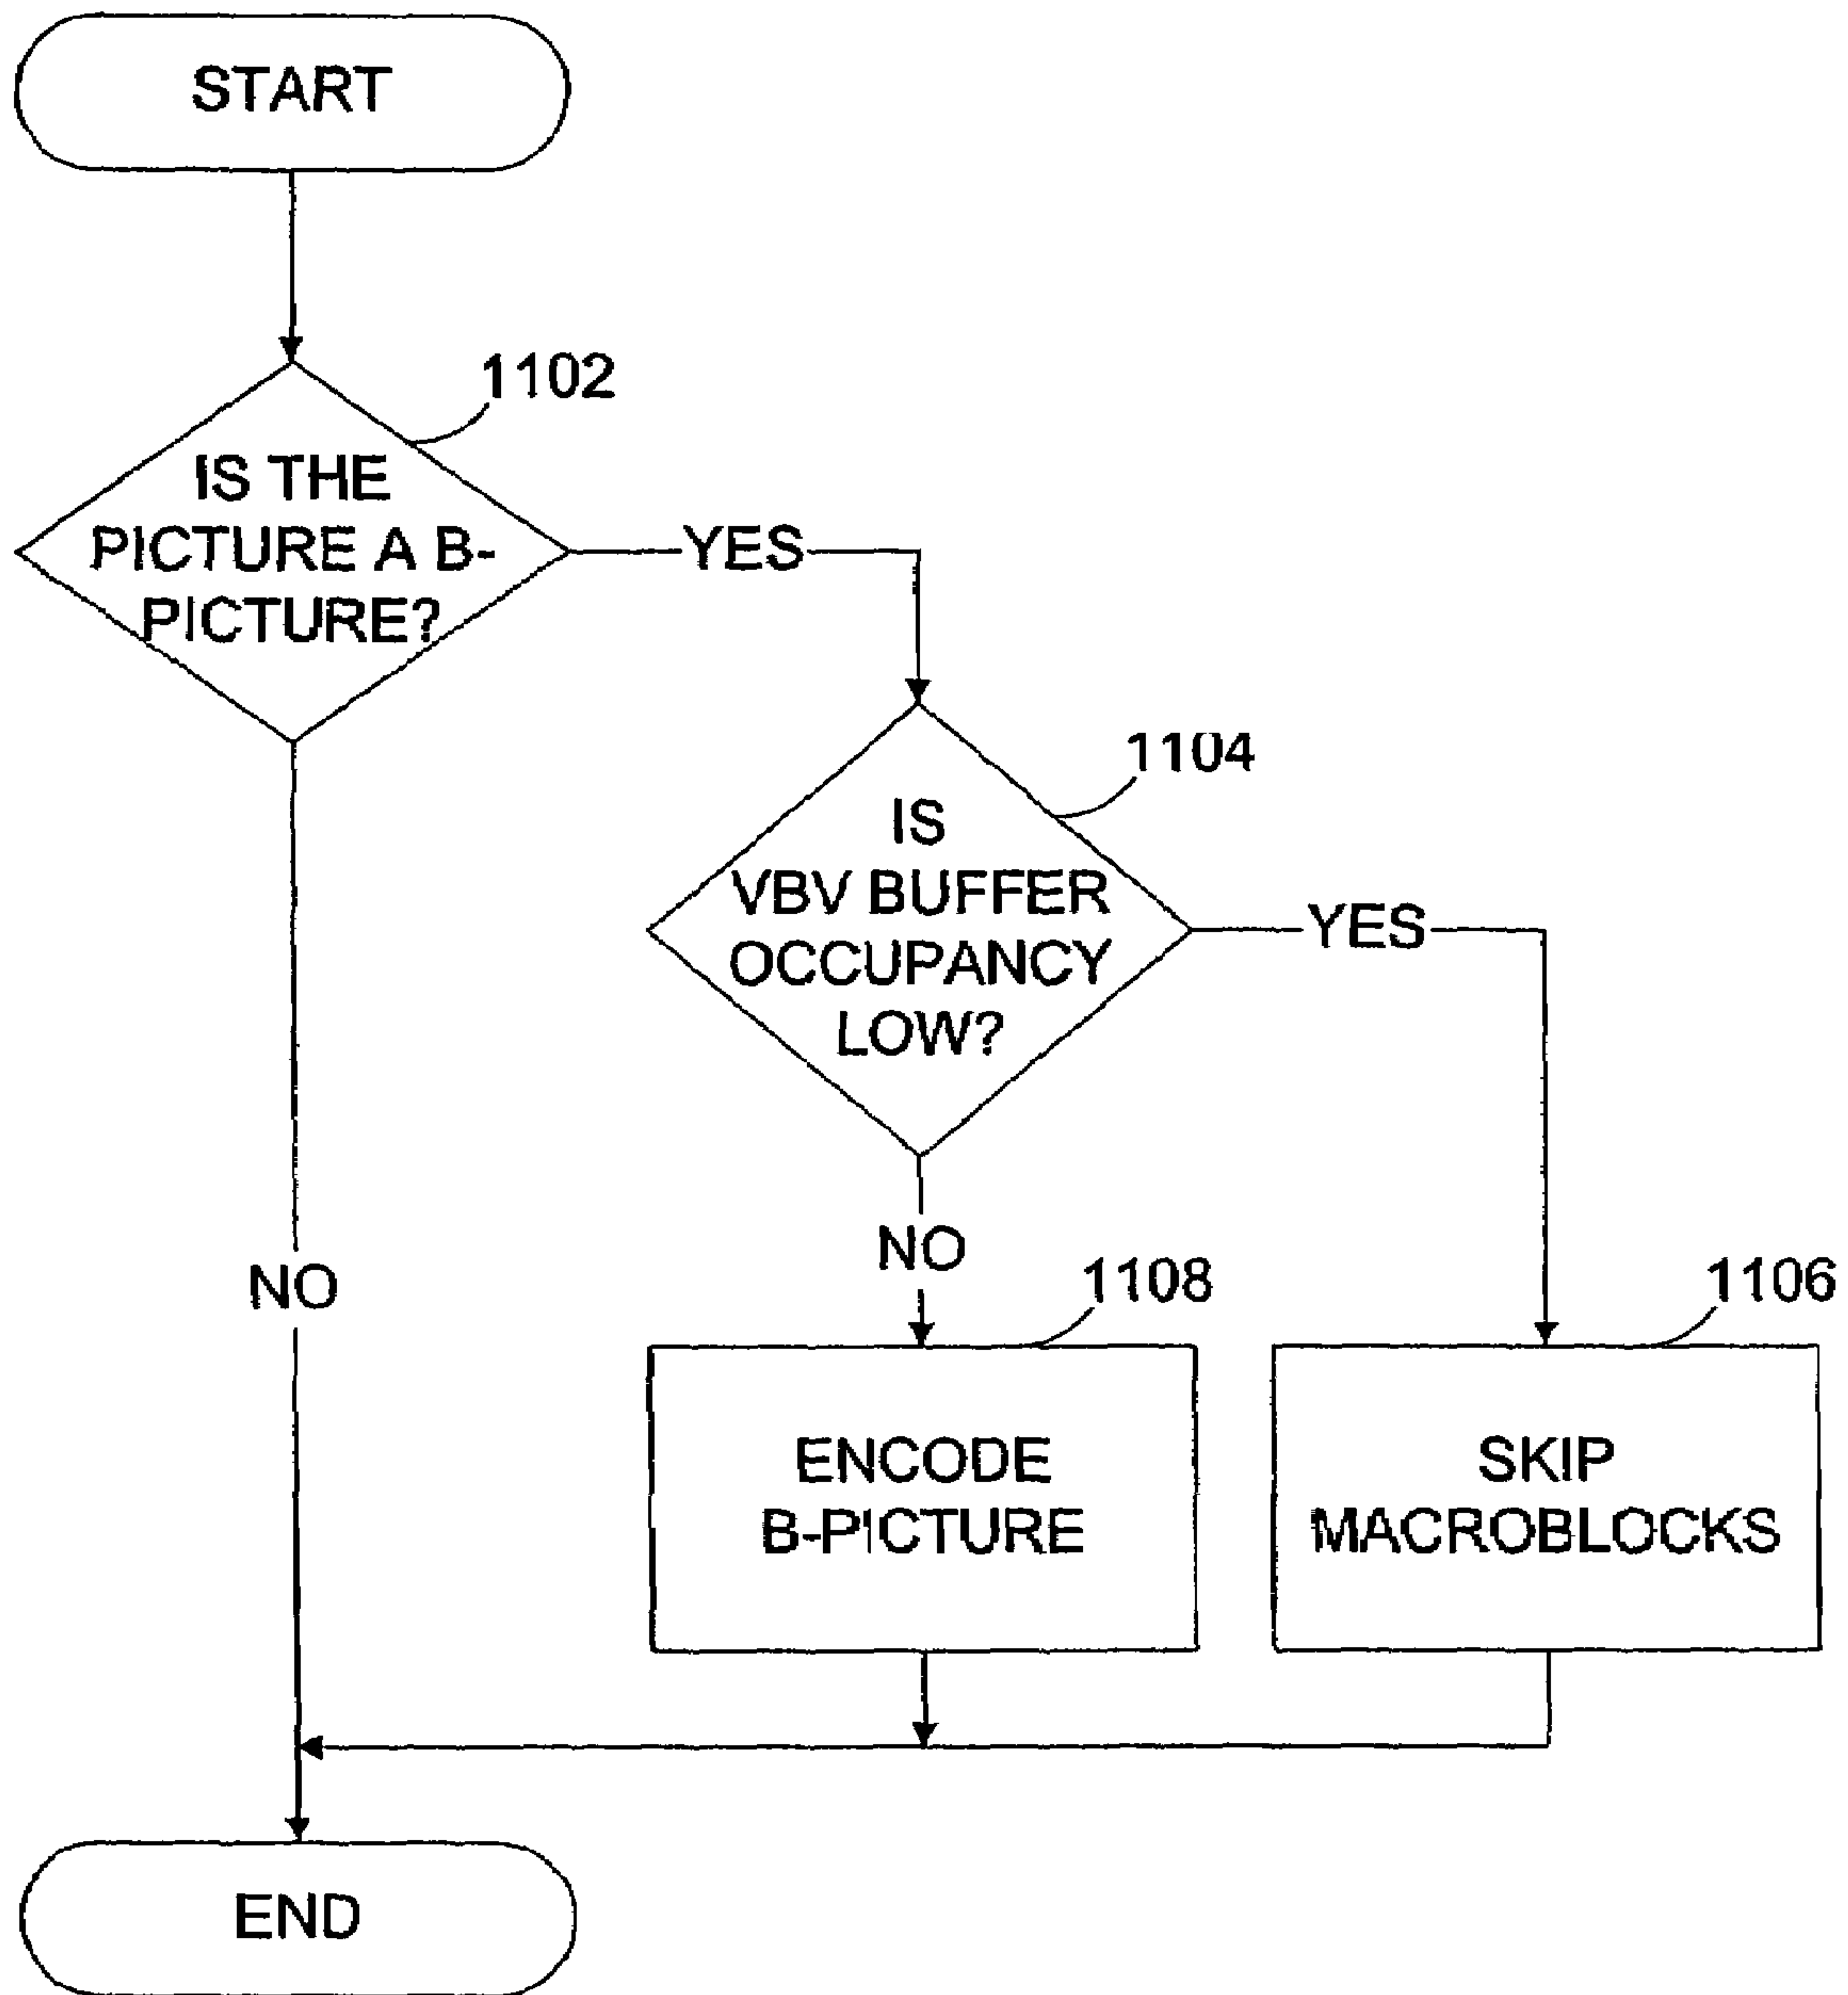 START
1102
IS THE
PICTURE A B-
PICTURE?
YES
1104
IS
VBV BUFFER
OCCUPANCY
LOW?
YES
NO
NO
1108
1106
ENCODE
B-PICTURE
SKIP
MACROBLOCKS
END